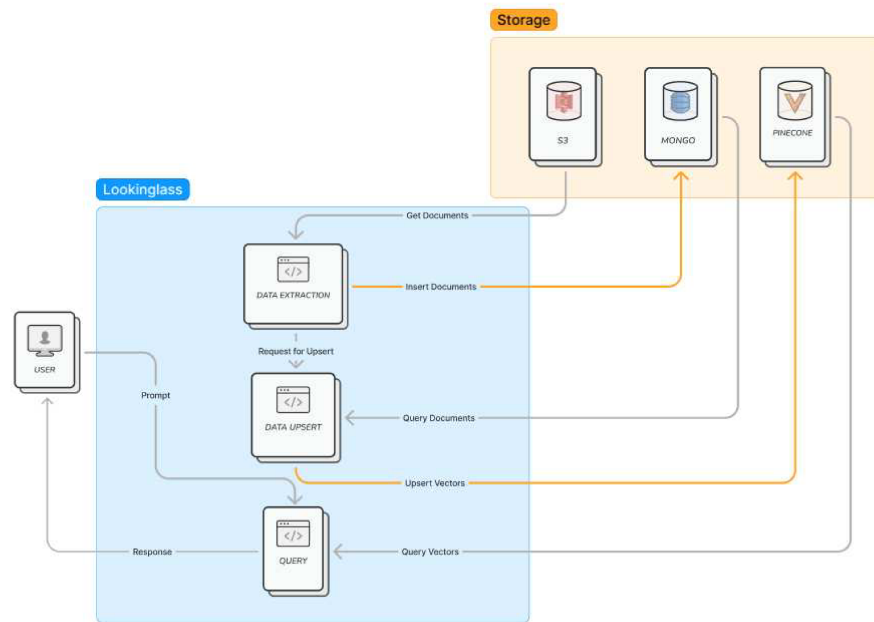 Storage
S3
MONGO
PINECONE
Lookinglass
Get Documents
DATA EXTRACTION
Insert Documents
USER
Request for Upsert
Prompt
DATA UPSERT
Query Documents
Upsert Vectors
QUERY
Response
Query Vectors